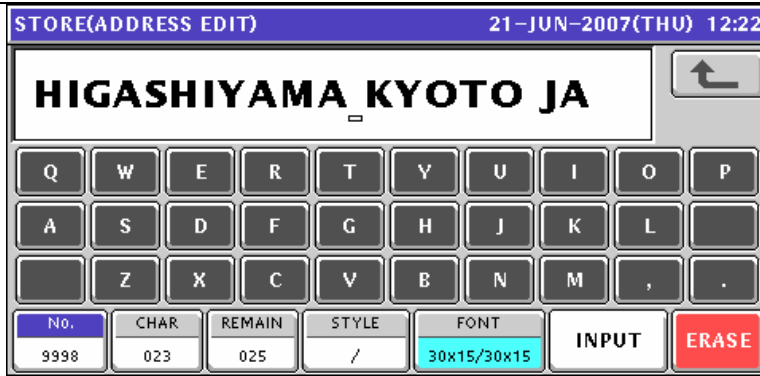 STORE(ADDRESS EDIT) 21-JUN-2007(THU) 12:22
HIGASHIYAMA KYOTO JA
Q W E R T Y U I O P
A S D F G H J K L
Z X C V B N M , .
No. CHAR REMAIN STYLE FONT INPUT ERASE
9998 023 025 / 30x15/30x15